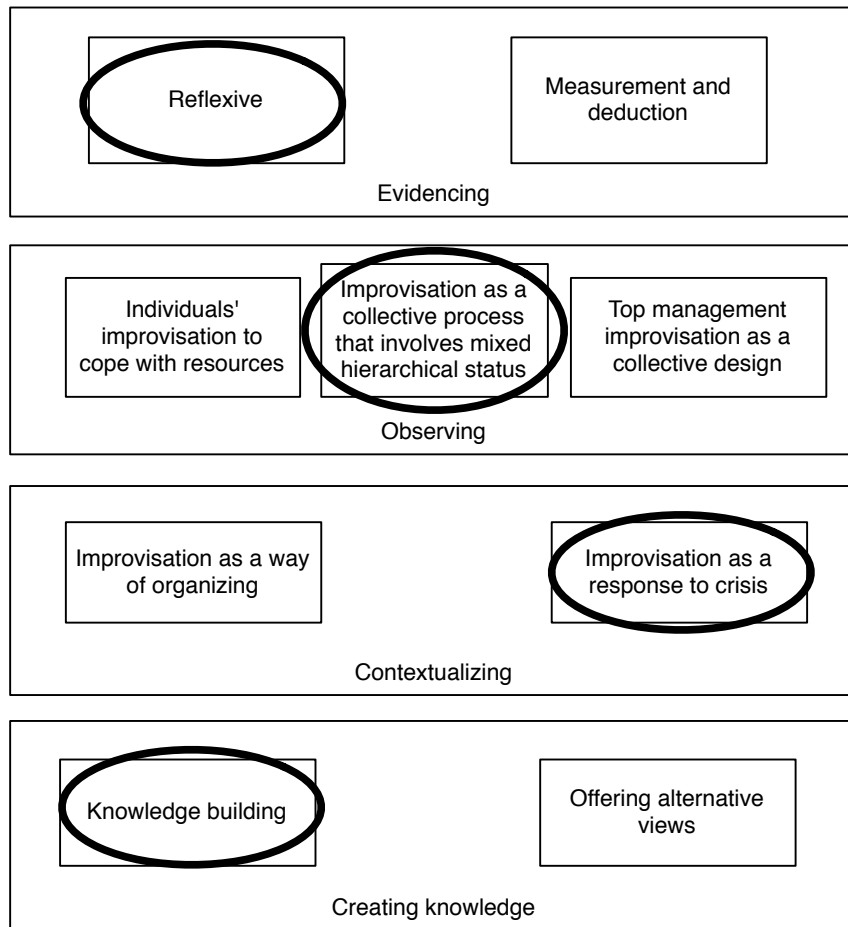 Reflexive
Measurement and
deduction
Evidencing
Individuals'
improvisation to
cope with resources
Improvisation as a
collective process
that involves mixed
hierarchical status
Top management
improvisation as a
collective design
Observing
Improvisation as a way
of organizing
Improvisation as a
response to crisis
Contextualizing
Knowledge building
Offering alternative
views
Creating knowledge